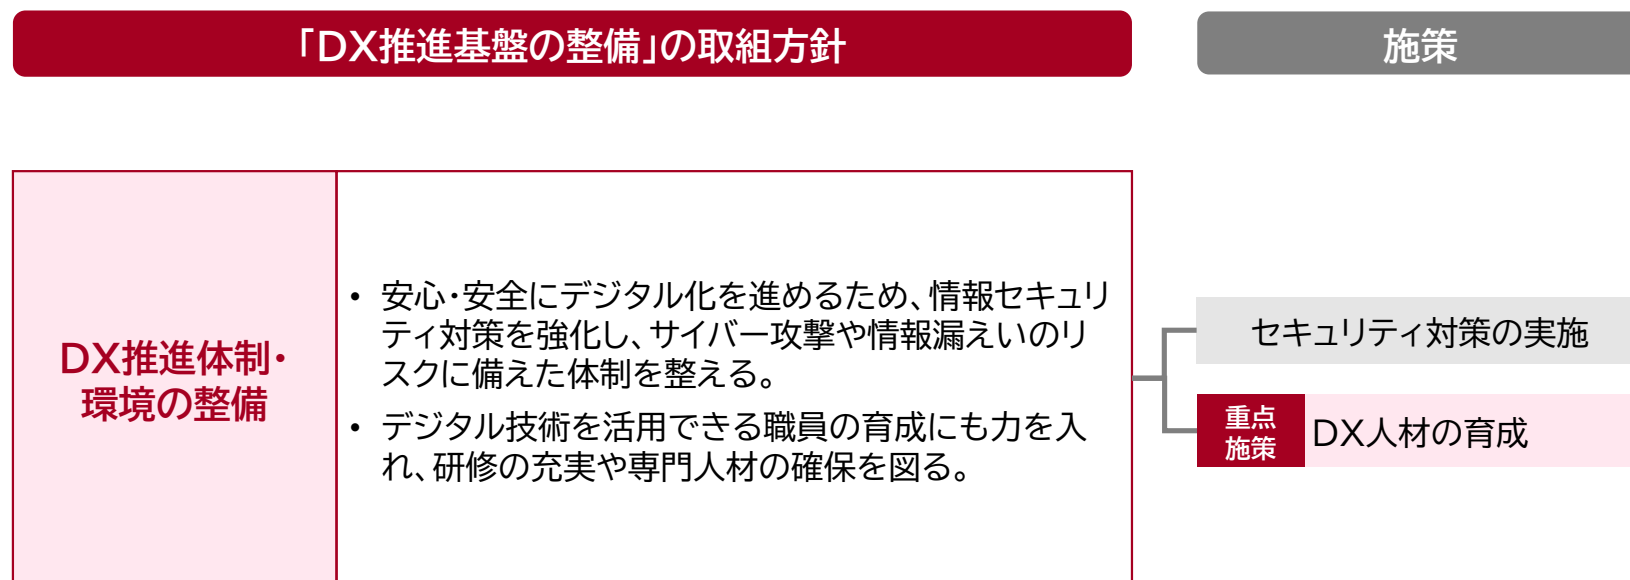 「DX推進基盤の整備」の取組方針
施策
DX推進体制・
環境の整備
• 安心・安全にデジタル化を進めるため、情報セキュリ
ティ対策を強化し、サイバー攻撃や情報漏えいのリ
スクに備えた体制を整える。
• デジタル技術を活用できる職員の育成にも力を入
れ、研修の充実や専門人材の確保を図る。
セキュリティ対策の実施
重点
施策
DX人材の育成